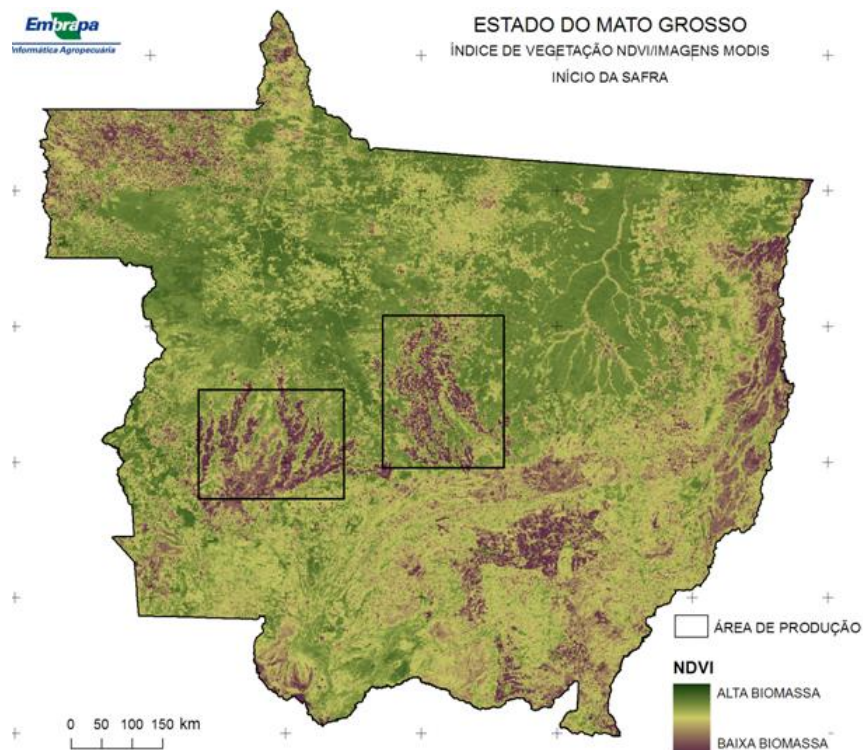 Embrapa
Informática Agropecuária
ESTADO DO MATO GROSSO
ÍNDICE DE VEGETAÇÃO NDVI/IMAGENS MODIS
INÍCIO DA SAFRA
ÁREA DE PRODUÇÃO
NDVI
ALTA BIOMASSA
BAIXA BIOMASSA
0 50 100 150 km